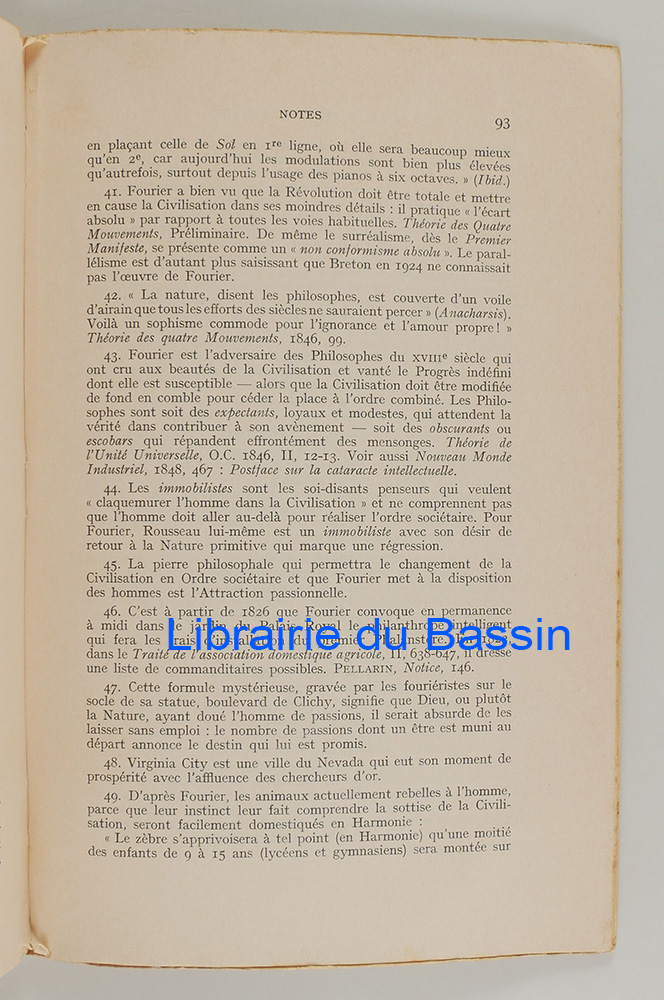 NOTES
93
en plaçant celle de Sol en 1re ligne, où elle sera beaucoup mieux
qu'en 2e, car aujourd'hui les modulations sont bien plus élevées
qu'autrefois, surtout depuis l'usage des pianos à six octaves. » (Ibid.)
41. Fourier a bien vu que la Révolution doit être totale et mettre
en cause la Civilisation dans ses moindres détails : il pratique « l'écart
absolu » par rapport à toutes les voies habituelles. Théorie des Quatre
Mouvements, Préliminaire. De même le surréalisme, dès le Premier
Manifeste, se présente comme un « non conformisme absolu ». Le paral-
lélisme est d'autant plus saisissant que Breton en 1924 ne connaissait
pas l'œuvre de Fourier.
42. « La nature, disent les philosophes, est couverte d'un voile
d'airain que tous les efforts des siècles ne sauraient percer » (Anacharsis).
Voilà un sophisme commode pour l'ignorance et l'amour propre ! »
Théorie des quatre Mouvements, 1846, 99.
43. Fourier est l'adversaire des Philosophes du XVIIIe siècle qui
ont cru aux beautés de la Civilisation et vanté le Progrès indéfini
dont elle est susceptible — alors que la Civilisation doit être modifiée
de fond en comble pour céder la place à l'ordre combiné. Les Philo-
sophes sont soit des expectants, loyaux et modestes, qui attendent la
vérité dans contribuer à son avènement — soit des obscurants ou
escobars qui répandent effrontément des mensonges. Théorie de
l'Unité Universelle, O.C. 1846, II, 12-13. Voir aussi Nouveau Monde
Industriel, 1848, 467 : Postface sur la cataracte intellectuelle.
44. Les immobilistes sont les soi-disants penseurs qui veulent
« claquemurer l'homme dans la Civilisation » et ne comprennent pas
que l'homme doit aller au-delà pour réaliser l'ordre sociétaire. Pour
Fourier, Rousseau lui-même est un immobiliste avec son désir de
retour à la Nature primitive qui marque une régression.
45. La pierre philosophale qui permettra le changement de la
Civilisation en Ordre sociétaire et que Fourier met à la disposition
des hommes est l'Attraction passionnelle.
46. C'est à partir de 1826 que Fourier convoque en permanence
à midi dans le jardin du Palais Royal le philanthrope intelligent
qui fera les frais d'installation du premier Phalanstère. En
dans le Traité de l'association domestique agricole, II, 638-647, il dresse
une liste de commanditaires possibles. PELLARIN, Notice, 146.
Librairie du Bassin
47. Cette formule mystérieuse, gravée par les fouriéristes sur le
socle de sa statue, boulevard de Clichy, signifie que Dieu, ou plutôt
la Nature, ayant doué l'homme de passions, il serait absurde de les
laisser sans emploi : le nombre de passions dont un être est muni au
départ annonce le destin qui lui est promis.
48. Virginia City est une ville du Nevada qui eut son moment de
prospérité avec l'affluence des chercheurs d'or.
49. D'après Fourier, les animaux actuellement rebelles à l'homme,
parce que leur instinct leur fait comprendre la sottise de la Civili-
sation, seront facilement domestiqués en Harmonie :
« Le zèbre s'apprivoisera à tel point (en Harmonie) qu'une moitié
des enfants de 9 à 15 ans (lycéens et gymnasiens) sera montée sur